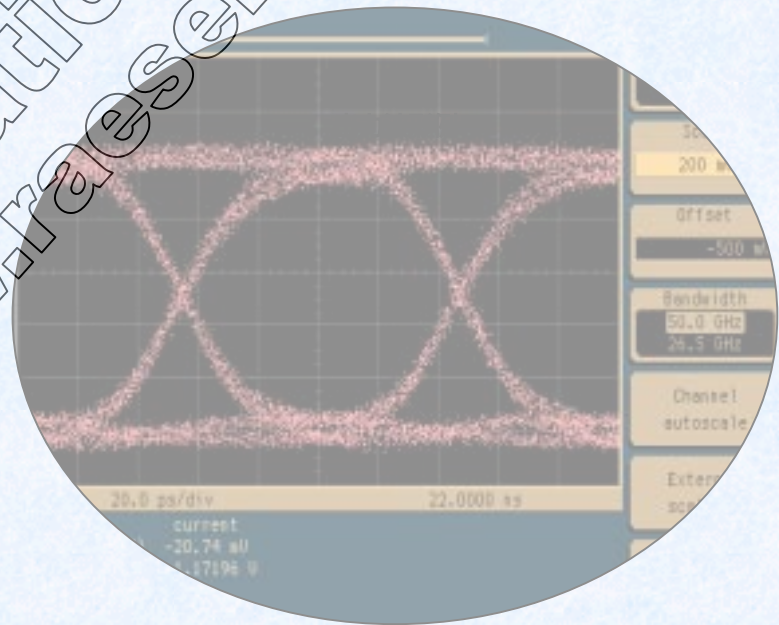 200 m
Offset
-500 m
Bandwidth
50.0 GHz
26.5 GHz
Channel
autoscale
20.0 ps/div 22.0000 ns
current
-20.74 mV
.17196 V